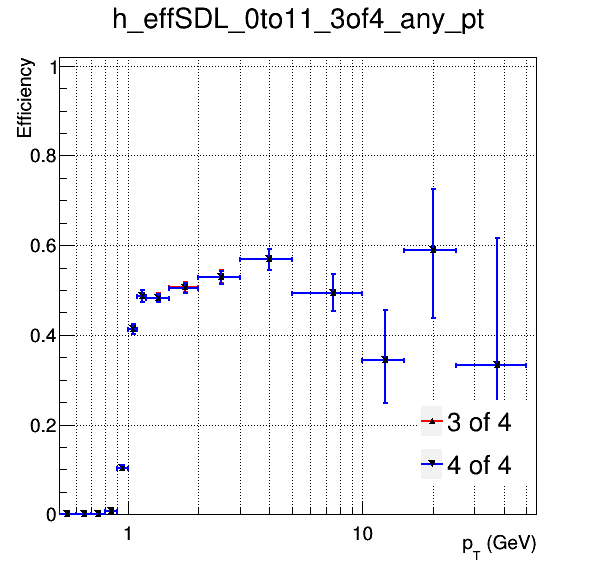 h_effSDL_0to11_3of4_any_pt
Efficiency
1
0.8
0.6
0.4
0.2
0
3 of 4
4 of 4
1
10
p_T (GeV)